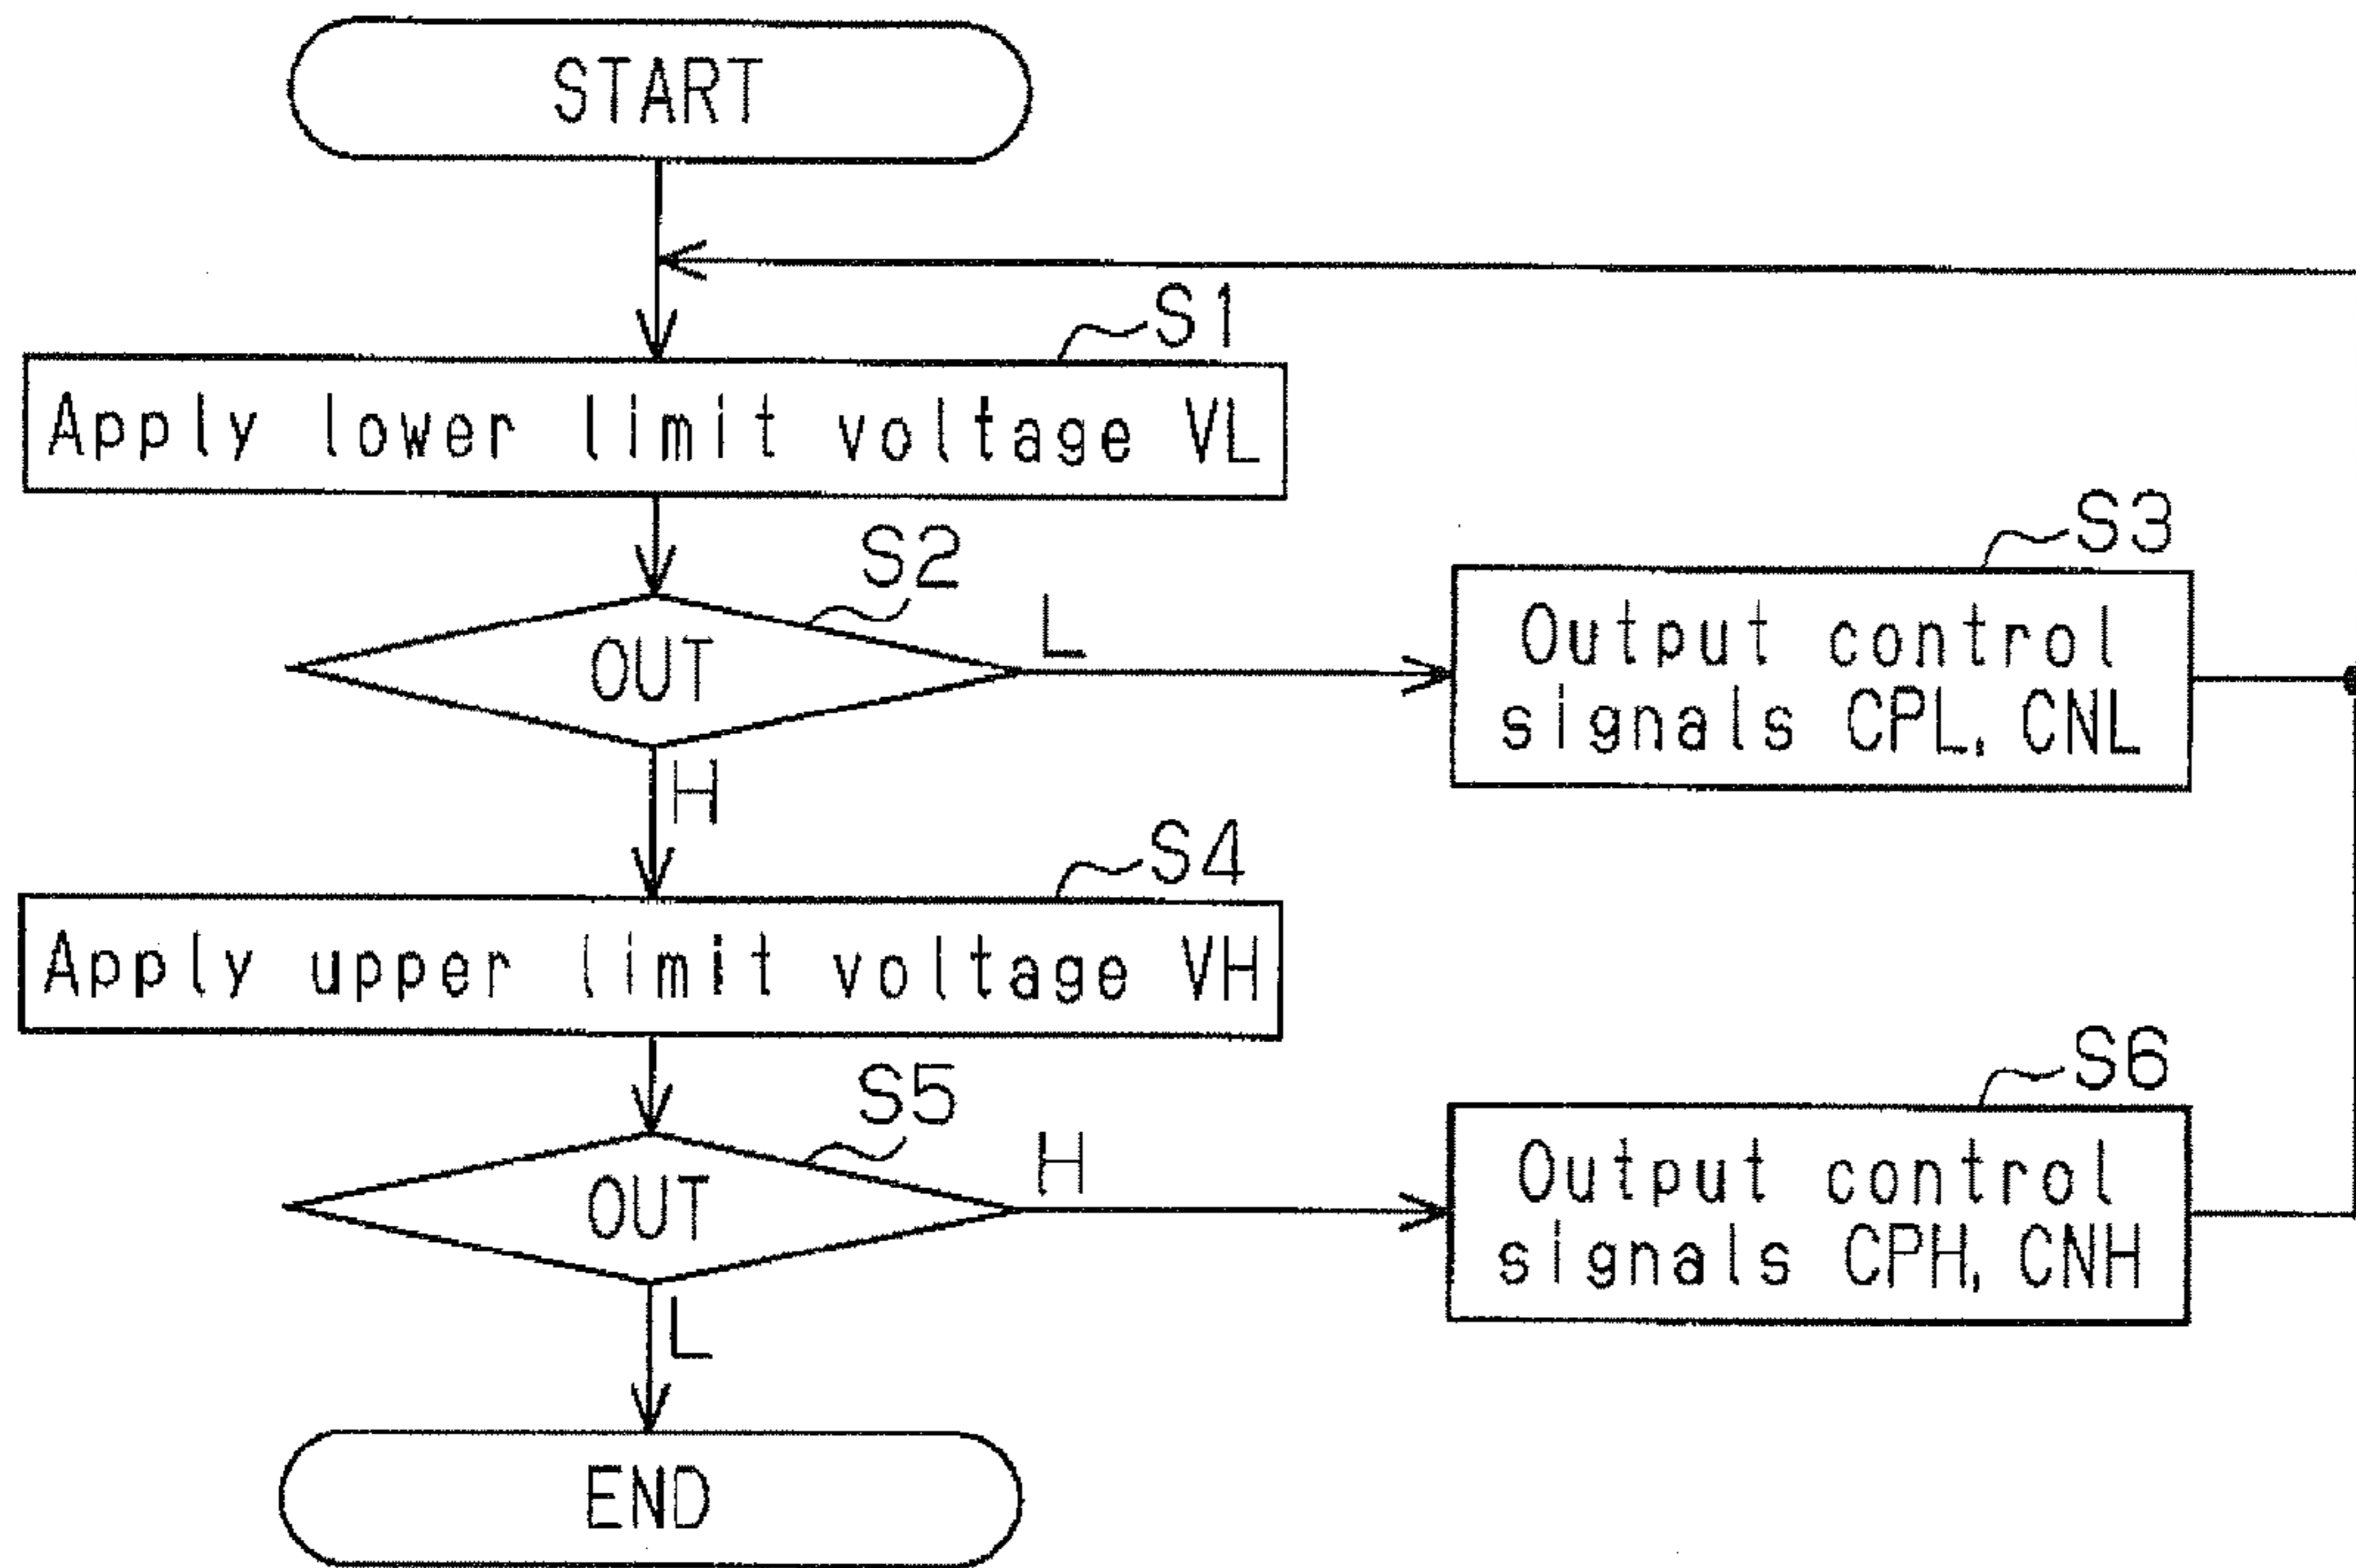 START
S1
Apply lower limit voltage VL
S2
OUT
L
H
S3
Output control
signals CPL, CNL
S4
Apply upper limit voltage VH
S5
OUT
H
L
S6
Output control
signals CPH, CNH
END